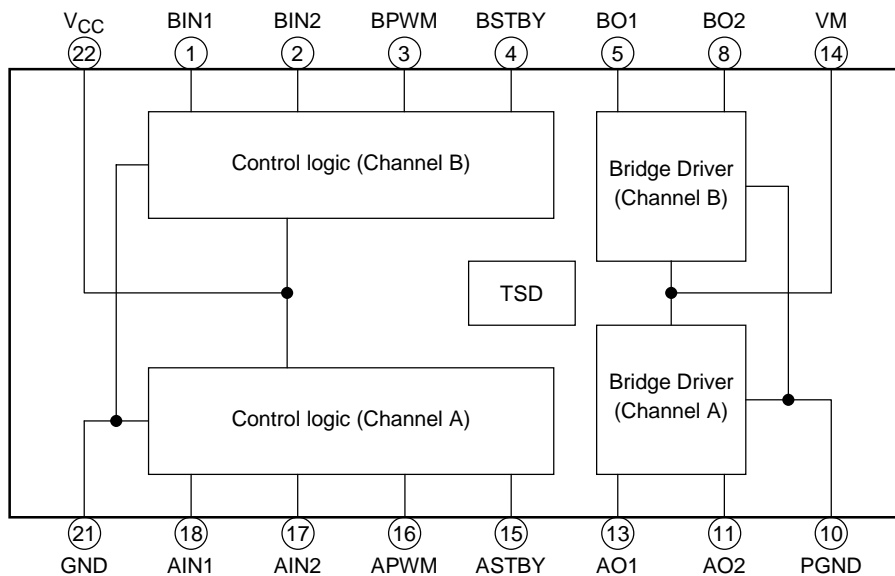 VCC BIN1 BIN2 BPWM BSTBY BO1 BO2 VM
22 1 2 3 4 5 8 14
Control logic (Channel B)
Bridge Driver
(Channel B)
TSD
Control logic (Channel A)
Bridge Driver
(Channel A)
21 18 17 16 15 13 11 10
GND AIN1 AIN2 APWM ASTBY AO1 AO2 PGND